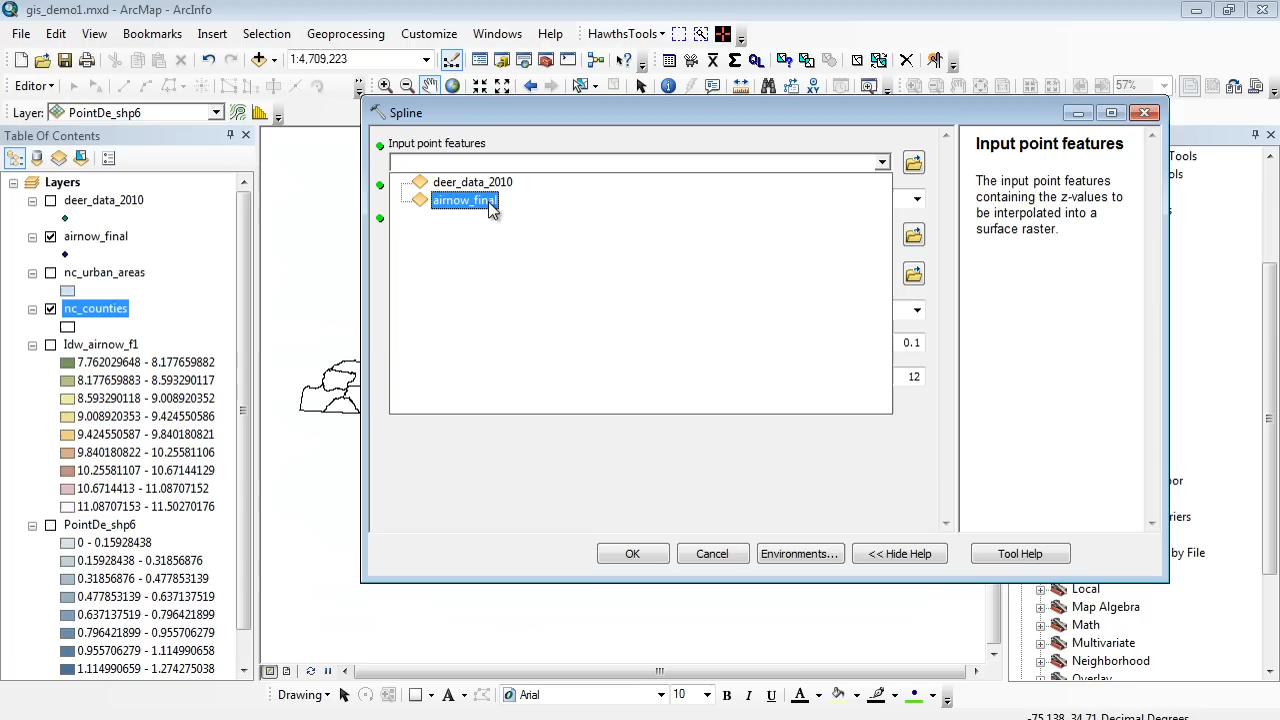 gis_demo1.mxd - ArcMap - ArcInfo
File Edit View Bookmarks Insert Selection Geoprocessing Customize Windows Help HawthsTools
1:4,709,223
Editor 57%
Layer: PointDe_shp6
Table Of Contents
Layers
deer_data_2010
airnow_final
nc_urban_areas
nc_counties
Idw_airnow_f1
7.762029648 - 8.177659882
8.177659883 - 8.593290117
8.593290118 - 9.008920352
9.008920353 - 9.424550586
9.424550587 - 9.840180821
9.840180822 - 10.25581106
10.25581107 - 10.67144129
10.6714413 - 11.08707152
11.08707153 - 11.50270176
PointDe_shp6
0 - 0.15928438
0.15928438 - 0.31856876
0.31856876 - 0.477853139
0.477853139 - 0.637137519
0.637137519 - 0.796421899
0.796421899 - 0.955706279
0.955706279 - 1.114990658
1.114990659 - 1.274275038
Spline
Input point features
deer_data_2010
airnow_final
0.1
12
OK Cancel Environments... << Hide Help Tool Help
Input point features
The input point features
containing the z-values to
be interpolated into a
surface raster.
by File
Local
Map Algebra
Math
Multivariate
Neighborhood
Overlay
Drawing Arial 10 B I U A
-75.138 34.71 Decimal Degrees